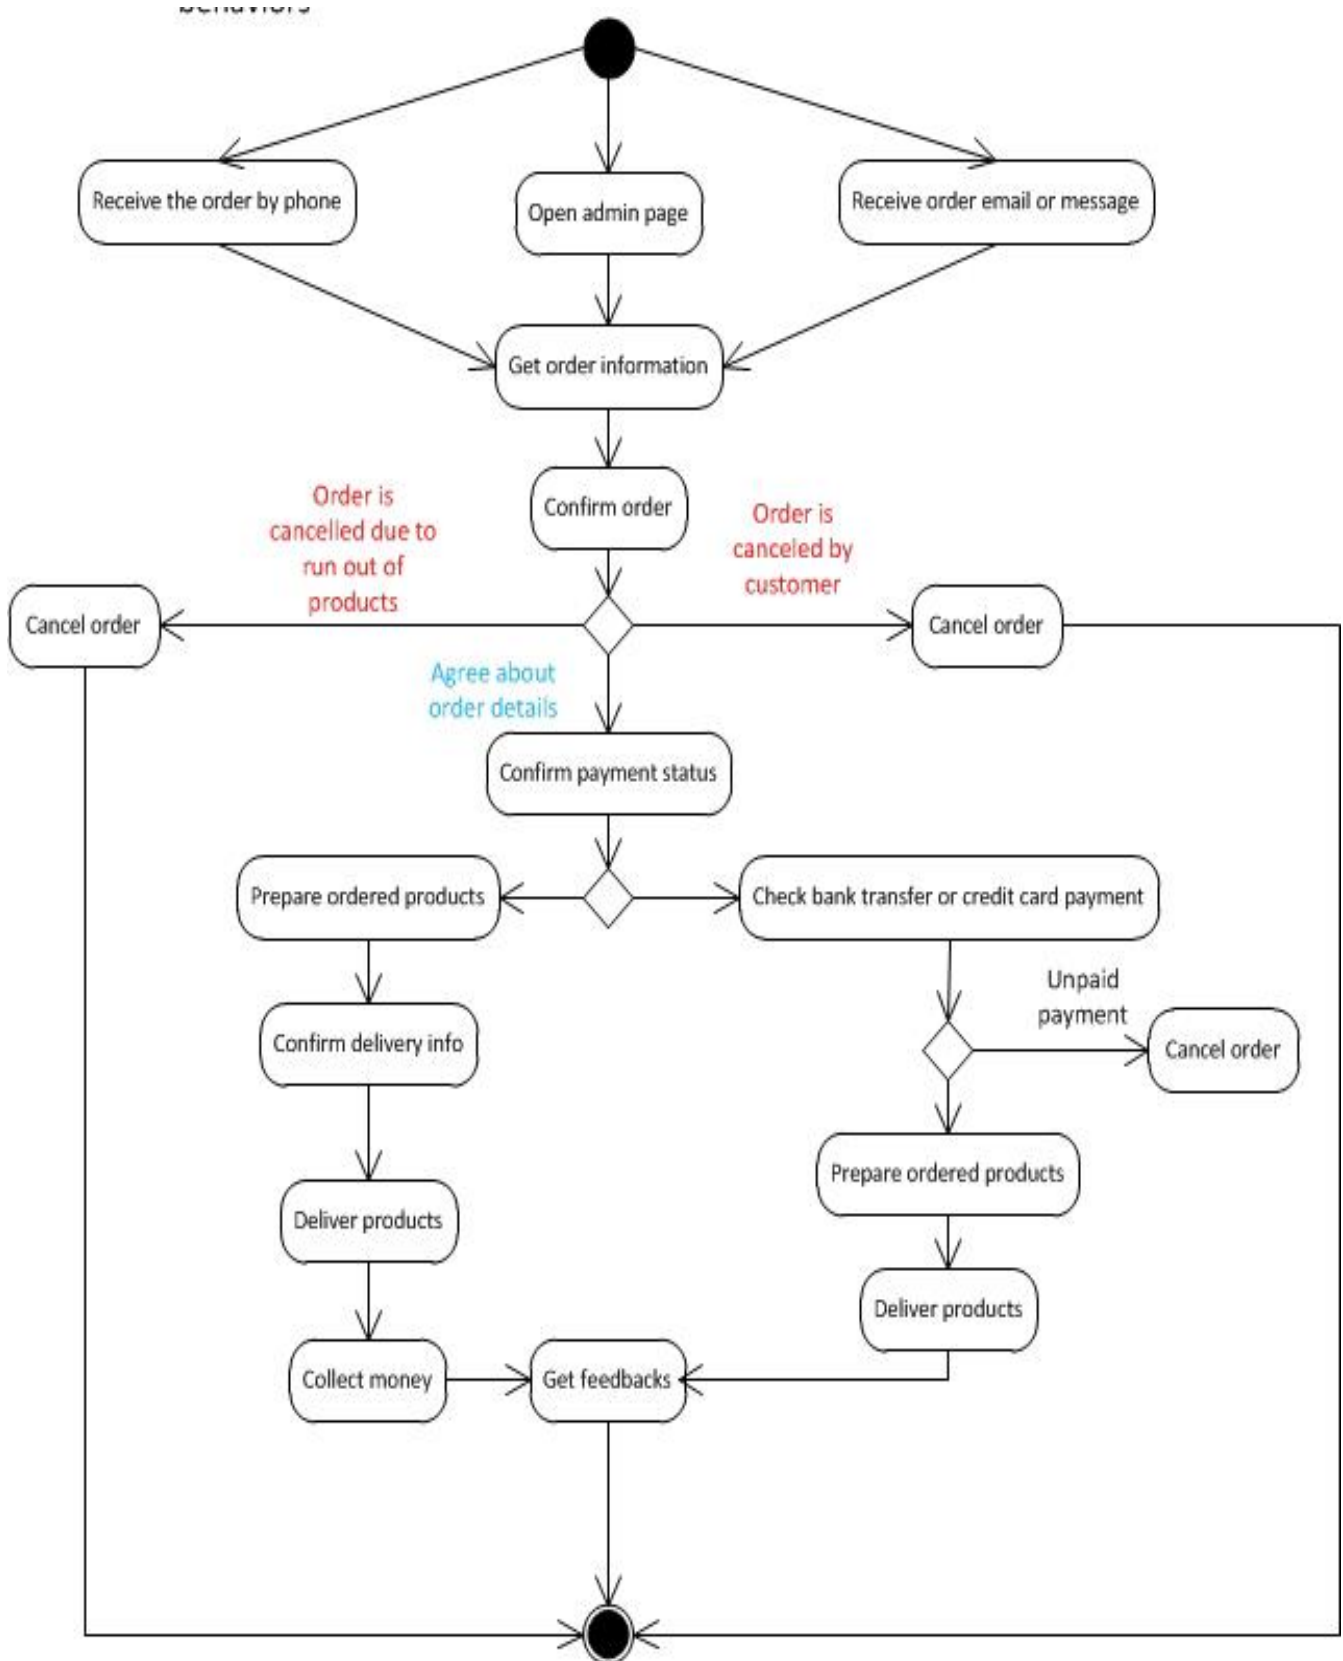 behaviors
Receive the order by phone
Open admin page
Receive order email or message
Get order information
Confirm order
Order is
cancelled due to
run out of
products
Order is
canceled by
customer
Cancel order
Cancel order
Agree about
order details
Confirm payment status
Prepare ordered products
Check bank transfer or credit card payment
Confirm delivery info
Unpaid
payment
Cancel order
Prepare ordered products
Deliver products
Deliver products
Collect money
Get feedbacks